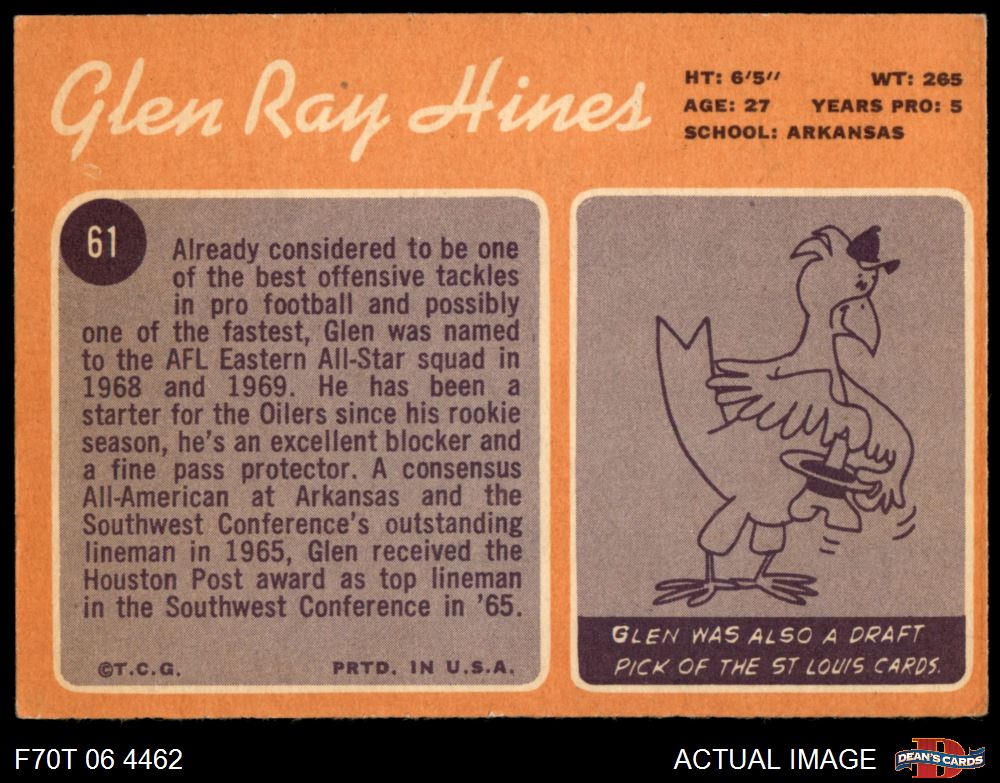 Glen Ray Hines
HT: 6'5" WT: 265
AGE: 27 YEARS PRO: 5
SCHOOL: ARKANSAS
61
Already considered to be one
of the best offensive tackles
in pro football and possibly
one of the fastest, Glen was named
to the AFL Eastern All-Star squad in
1968 and 1969. He has been a
starter for the Oilers since his rookie
season, he's an excellent blocker and
a fine pass protector. A consensus
All-American at Arkansas and the
Southwest Conference's outstanding
lineman in 1965, Glen received the
Houston Post award as top lineman
in the Southwest Conference in '65.
©T.C.G. PRTD. IN U.S.A.
GLEN WAS ALSO A DRAFT
PICK OF THE ST LOUIS CARDS.
F70T 06 4462
ACTUAL IMAGE
D
DEAN'S CARDS